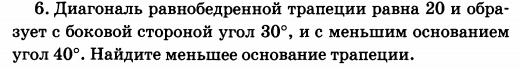 6. Диагональ равнобедренной трапеции равна 20 и обра-
зует с боковой стороной угол 30°, и с меньшим основанием
угол 40°. Найдите меньшее основание трапеции.